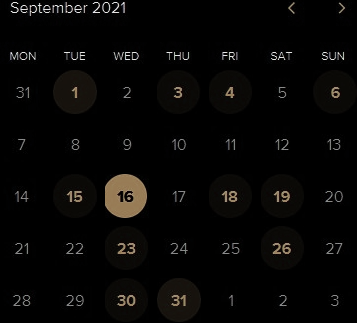 September 2021
MON TUE WED THU FRI SAT SUN
31 1 2 3 4 5 6
7 8 9 10 11 12 13
14 15 16 17 18 19 20
21 22 23 24 25 26 27
28 29 30 31 1 2 3